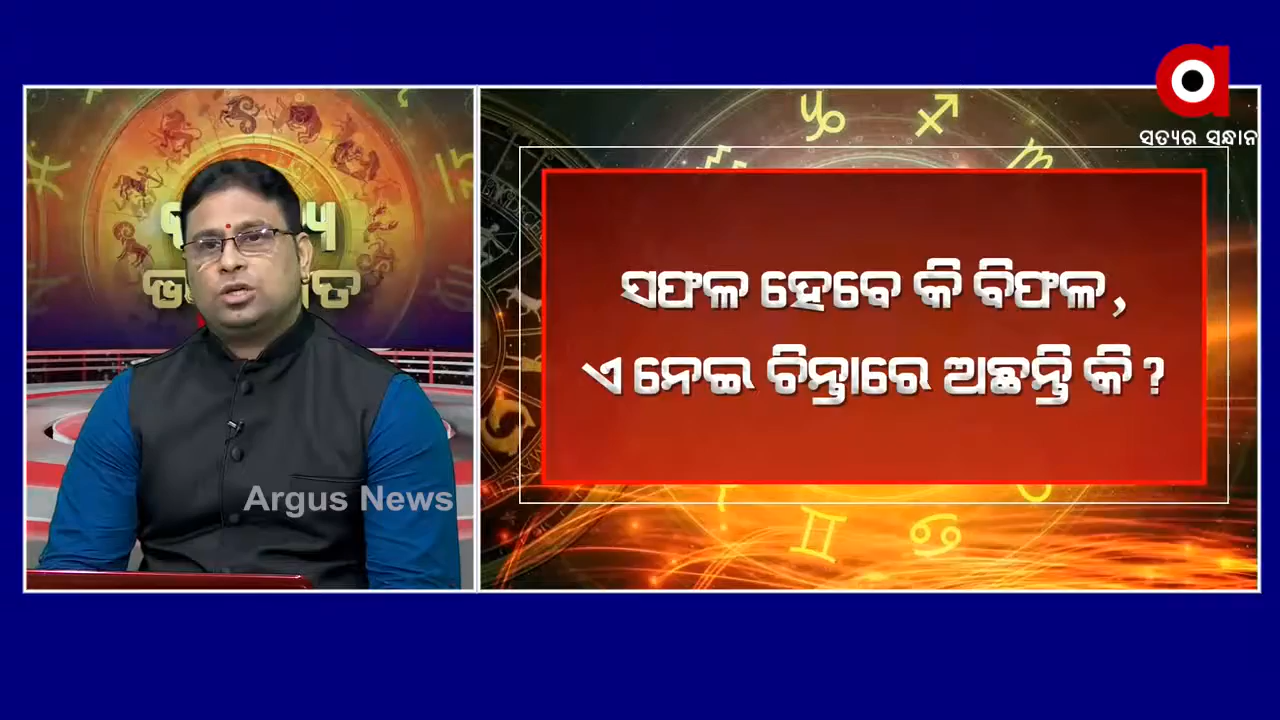 ସତ୍ୟର ସନ୍ଧାନ
ସଫଳ ହେବେ କି ବିଫଳ,
ଏ ନେଇ ଚିନ୍ତାରେ ଅଛନ୍ତି କି ?
Argus News